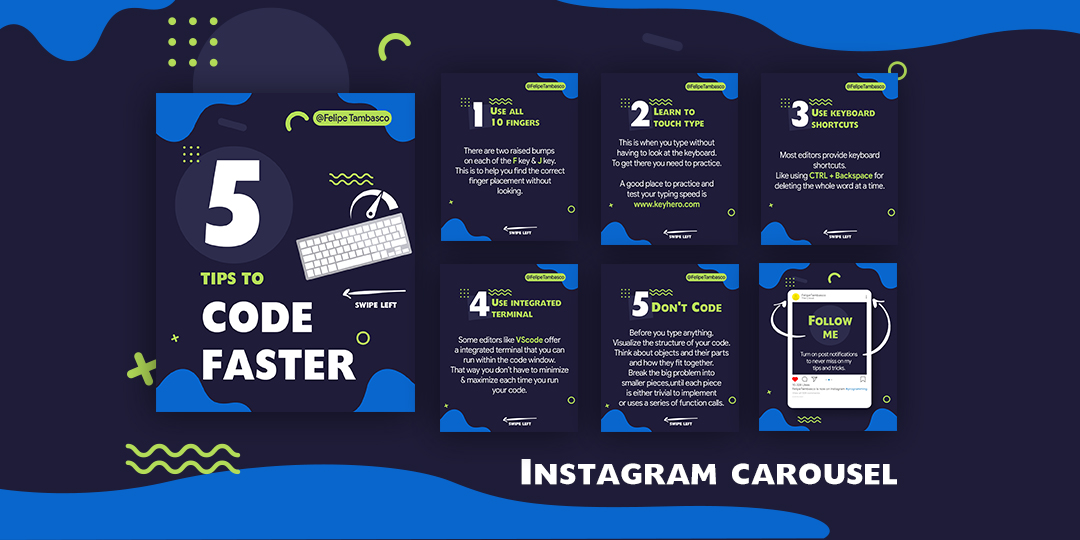 @Felipe Tambasco
5
TIPS TO
CODE
FASTER
SWIPE LEFT
@FelipeTambasco
1 USE ALL
10 FINGERS
There are two raised bumps
on each of the F key & J key.
This is to help you find the correct
finger placement without
looking.
SWIPE LEFT
@FelipeTambasco
2 LEARN TO
TOUCH TYPE
This is when you type without
having to look at the keyboard.
To get there you need to practice.
A good place to practice and
test your typing speed is
www.keyhero.com
SWIPE LEFT
@FelipeTambasco
3 USE KEYBOARD
SHORTCUTS
Most editors provide keyboard
shortcuts.
Like using CTRL + Backspace for
deleting the whole word at a time.
SWIPE LEFT
@FelipeTambasco
4 USE INTEGRATED
TERMINAL
Some editors like VScode offer
a integrated terminal that you can
run within the code window.
That way you don't have to minimize
& maximize each time you run
your code.
SWIPE LEFT
@FelipeTambasco
5 DON'T CODE
Before you type anything.
Visualize the structure of your code.
Think about objects and their parts
and how they fit together.
Break the big problem into
smaller pieces,until each piece
is either trivial to implement
or uses a series of function calls.
SWIPE LEFT
FelipeTambasco
FOLLOW
ME
Turn on post notifications
to never miss on my
tips and tricks.
INSTAGRAM CAROUSEL